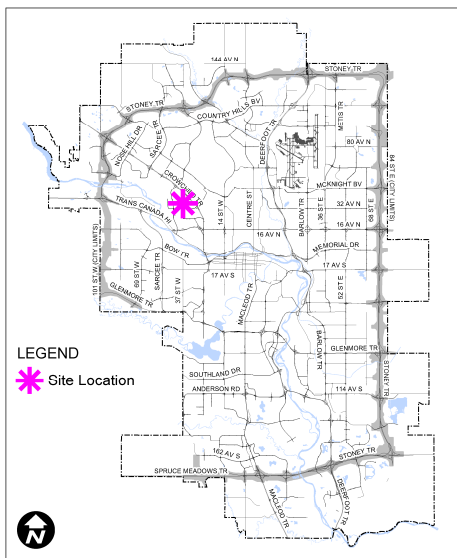 144 AV N
STONEY TR
STONEY TR
COUNTRY HILLS BV
METIS TR
NOSE HILL DR
SARCEE TR
DEERFOOT TR
80 AV N
CROWCHILD TR
MCKNIGHT BV
84 ST E (CITY LIMITS)
TRANS CANADA HI
14 ST W
CENTRE ST
BARLOW TR
36 ST E
32 AV N
68 ST E
16 AV N
16 AV N
BOW TR
MEMORIAL DR
101 ST W (CITY LIMITS)
69 ST W
SARCEE TR
37 ST W
17 AV S
17 AV S
GLENMORE TR
MACLEOD TR
52 ST E
BARLOW TR
GLENMORE TR
LEGEND
Site Location
SOUTHLAND DR
ANDERSON RD
114 AV S
STONEY TR
162 AV S
STONEY TR
SPRUCE MEADOWS TR
MACLEOD TR
DEERFOOT TR
N